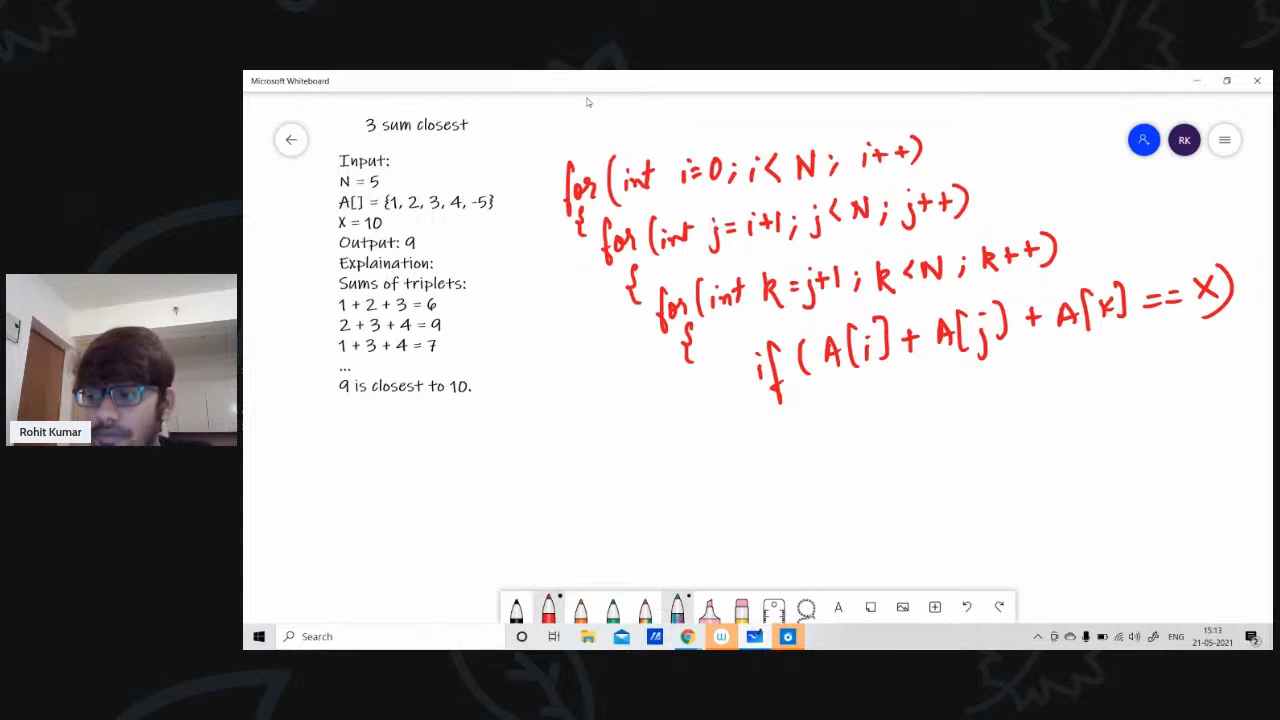 Microsoft Whiteboard
3 sum closest
Input:
N = 5
A[] = {1, 2, 3, 4, -5}
X = 10
Output: 9
Explaination:
Sums of triplets:
1 + 2 + 3 = 6
2 + 3 + 4 = 9
1 + 3 + 4 = 7
...
9 is closest to 10.
for (int i=0; i< N; i++)
{ for (int j=i+1; j< N; j++)
{ for (int k=j+1; k<N; k++)
{ if (A[i] + A[j] + A[k] == X)
RK
Rohit Kumar
A
Search
ENG
15:13
21-05-2021
2